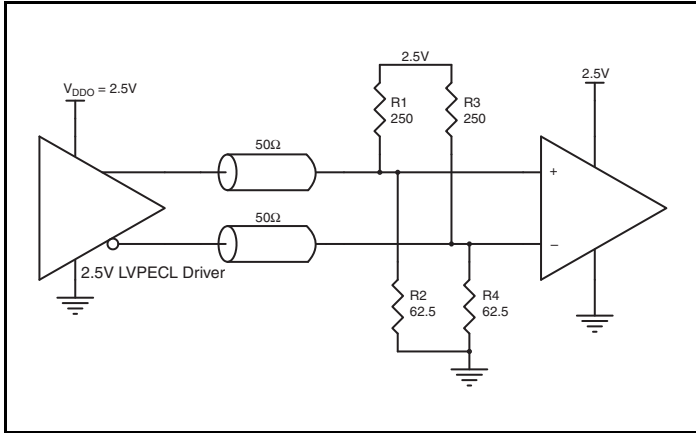 2.5V
2.5V
V_DDO = 2.5V
R1
250
R3
250
50Ω
+
50Ω
–
2.5V LVPECL Driver
R2
62.5
R4
62.5